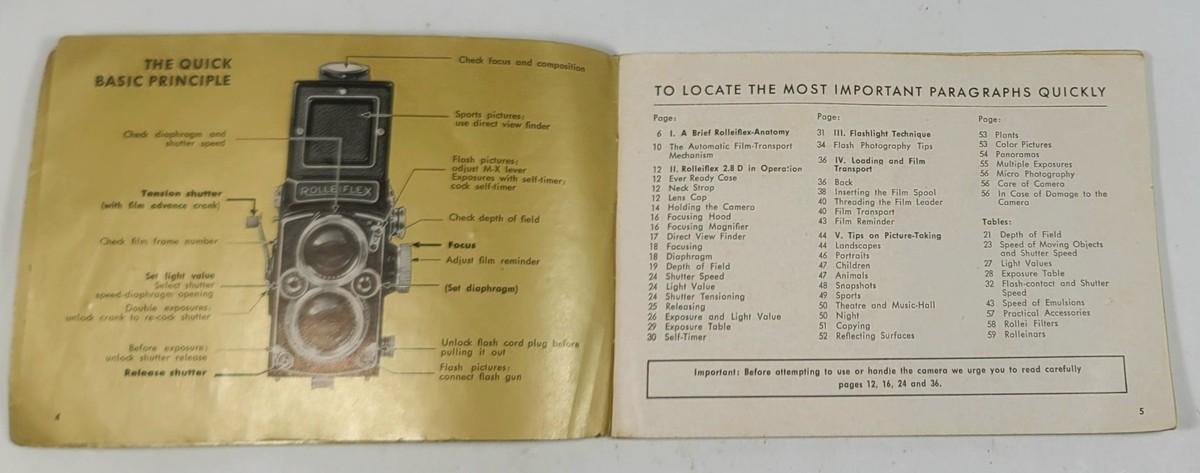 THE QUICK
BASIC PRINCIPLE
Check focus and composition
Sports pictures:
use direct view finder
Check diaphragm and
shutter speed
Flash pictures:
adjust M-X lever
Exposures with self-timer:
cock self-timer
ROLLEIFLEX
Tension shutter
(with film advance crank)
Check depth of field
Check film frame number
Focus
Adjust film reminder
Set light value
Select shutter
speed-diaphragm opening
(Set diaphragm)
Double exposures:
unlock crank to re-cock shutter
Before exposure:
unlock shutter release
Unlock flash cord plug before
pulling it out
Release shutter
Flash pictures:
connect flash gun
4
TO LOCATE THE MOST IMPORTANT PARAGRAPHS QUICKLY
Page:
6 I. A Brief Rolleiflex-Anatomy
10 The Automatic Film-Transport
Mechanism
12 II. Rolleiflex 2.8 D in Operation
12 Ever Ready Case
12 Neck Strap
12 Lens Cap
14 Holding the Camera
16 Focusing Hood
16 Focusing Magnifier
17 Direct View Finder
18 Focusing
18 Diaphragm
19 Depth of Field
24 Shutter Speed
24 Light Value
24 Shutter Tensioning
25 Releasing
26 Exposure and Light Value
29 Exposure Table
30 Self-Timer
Page:
31 III. Flashlight Technique
34 Flash Photography Tips
36 IV. Loading and Film
Transport
36 Back
38 Inserting the Film Spool
40 Threading the Film Leader
40 Film Transport
43 Film Reminder
44 V. Tips on Picture-Taking
44 Landscapes
46 Portraits
47 Children
47 Animals
48 Snapshots
49 Sports
50 Theatre and Music-Hall
50 Night
51 Copying
52 Reflecting Surfaces
Page:
53 Plants
53 Color Pictures
54 Panoramas
55 Multiple Exposures
56 Micro Photography
56 Care of Camera
56 In Case of Damage to the
Camera
Tables:
21 Depth of Field
23 Speed of Moving Objects
and Shutter Speed
27 Light Values
28 Exposure Table
32 Flash-contact and Shutter
Speed
43 Speed of Emulsions
57 Practical Accessories
58 Rollei Filters
59 Rolleinars
Important: Before attempting to use or handle the camera we urge you to read carefully
pages 12, 16, 24 and 36.
5